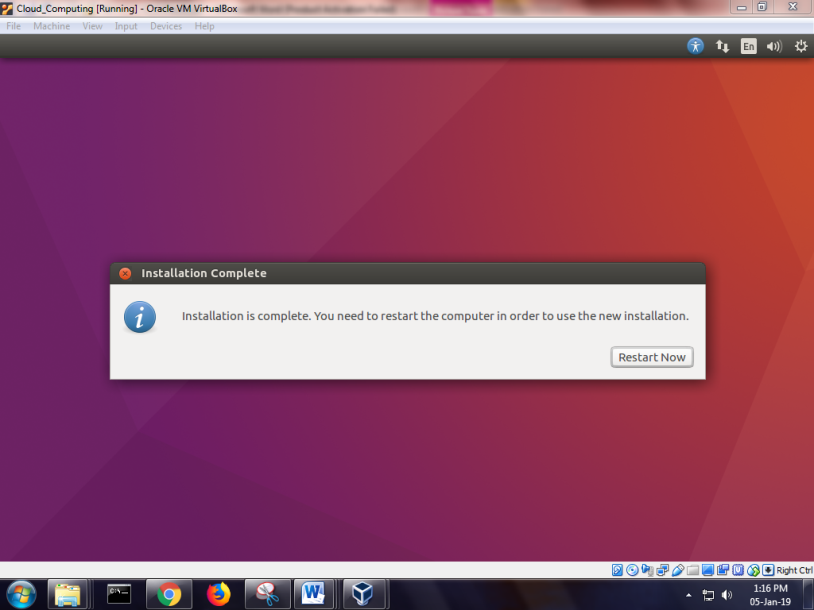 Cloud_Computing [Running] - Oracle VM VirtualBox
File Machine View Input Devices Help
En
Installation Complete
Installation is complete. You need to restart the computer in order to use the new installation.
Restart Now
Right Ctrl
1:16 PM
05-Jan-19